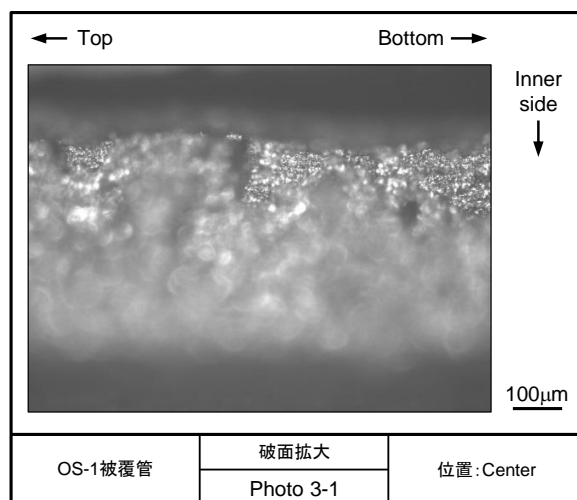 ← Top
Bottom →
Inner
side
↓
100μm
OS-1被覆管
破面拡大
Photo 3-1
位置:Center